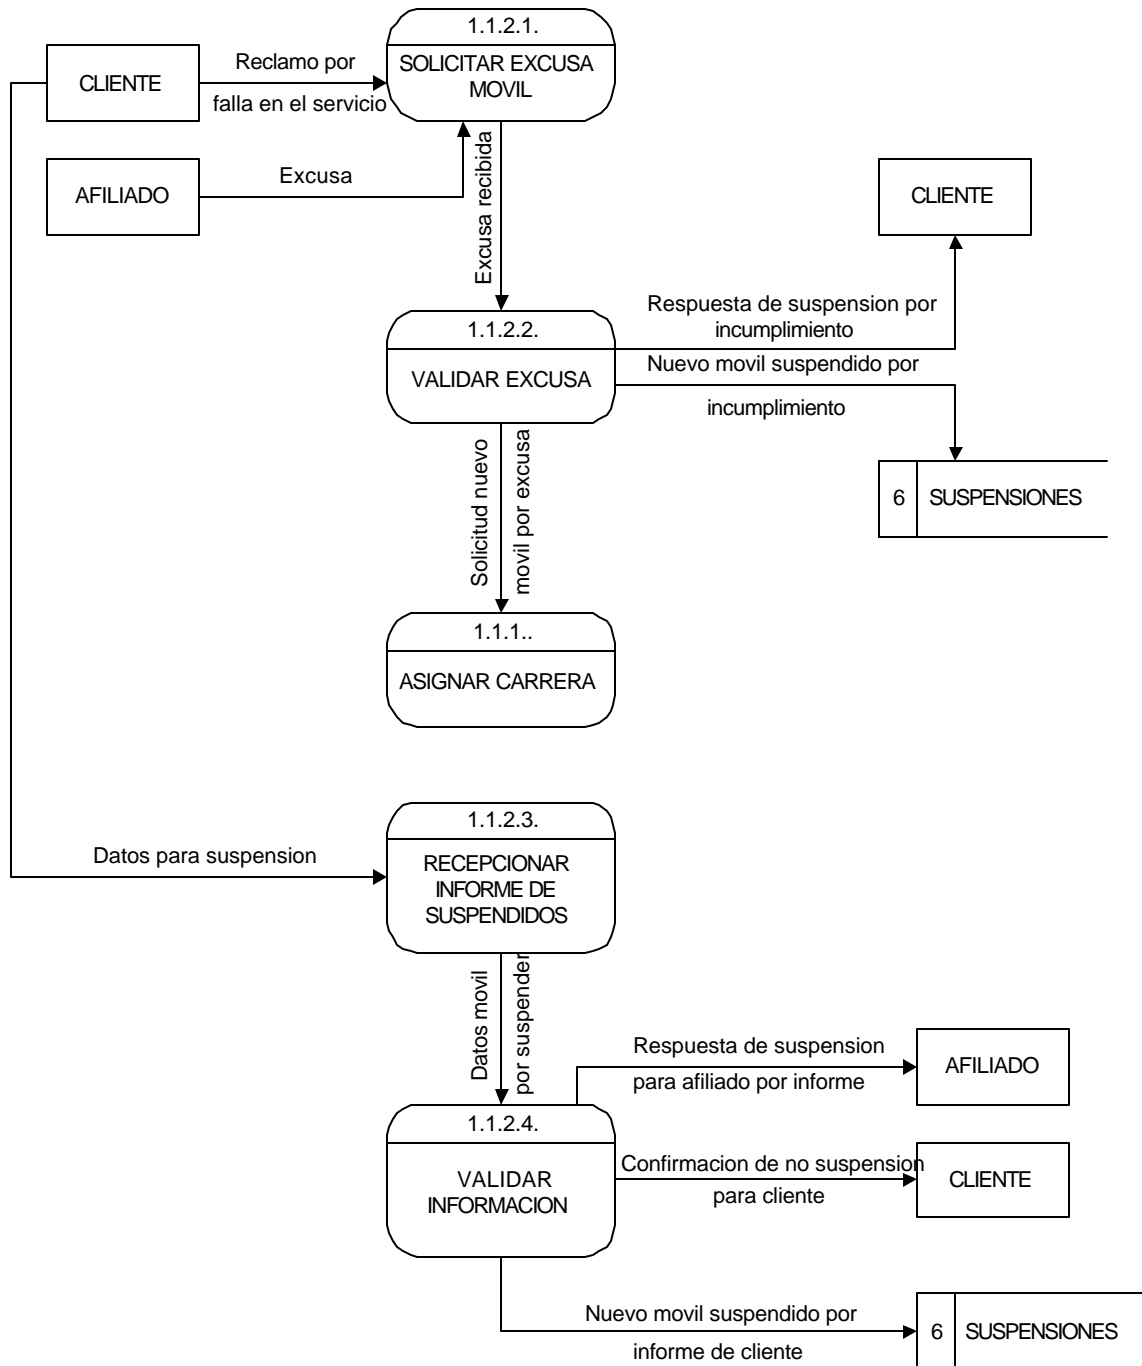 1.1.2.1.
SOLICITAR EXCUSA
MOVIL
CLIENTE
Reclamo por
falla en el servicio
AFILIADO
Excusa
Excusa recibida
CLIENTE
1.1.2.2.
VALIDAR EXCUSA
Respuesta de suspension por
incumplimiento
Nuevo movil suspendido por
incumplimiento
6
SUSPENSIONES
Solicitud nuevo
movil por excusa
1.1.1..
ASIGNAR CARRERA
Datos para suspension
1.1.2.3.
RECEPCIONAR
INFORME DE
SUSPENDIDOS
Datos movil
por suspender
1.1.2.4.
VALIDAR
INFORMACION
Respuesta de suspension
para afiliado por informe
AFILIADO
Confirmacion de no suspension
para cliente
CLIENTE
Nuevo movil suspendido por
informe de cliente
6
SUSPENSIONES